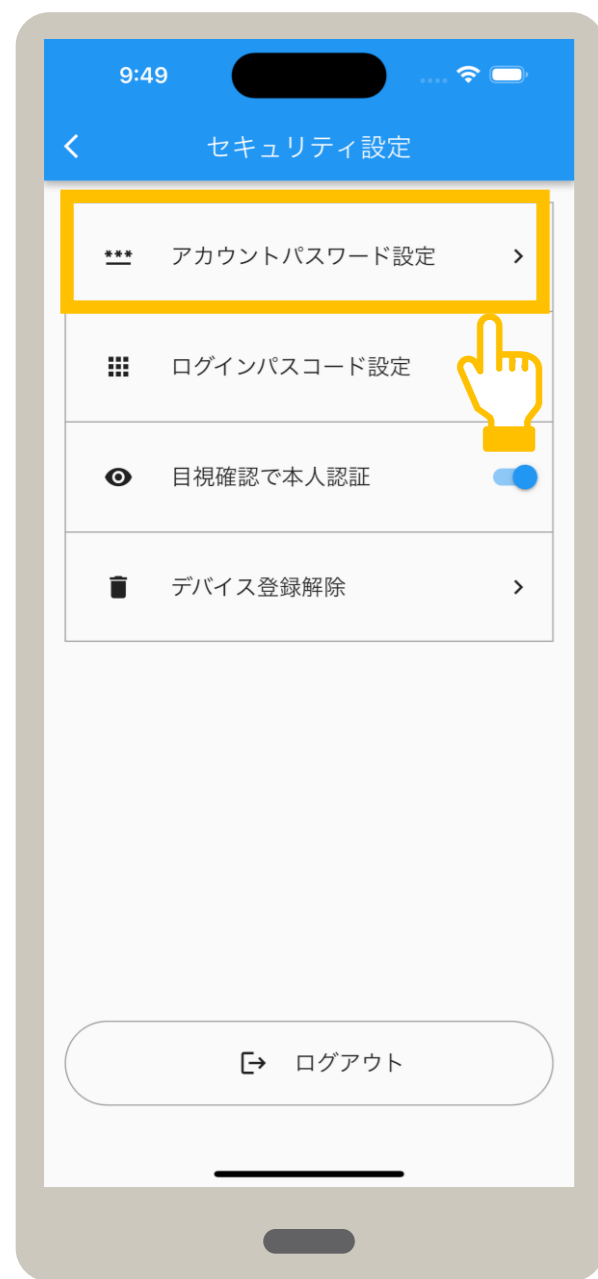 9:49
セキュリティ設定
アカウントパスワード設定
ログインパスコード設定
目視確認で本人認証
デバイス登録解除
ログアウト